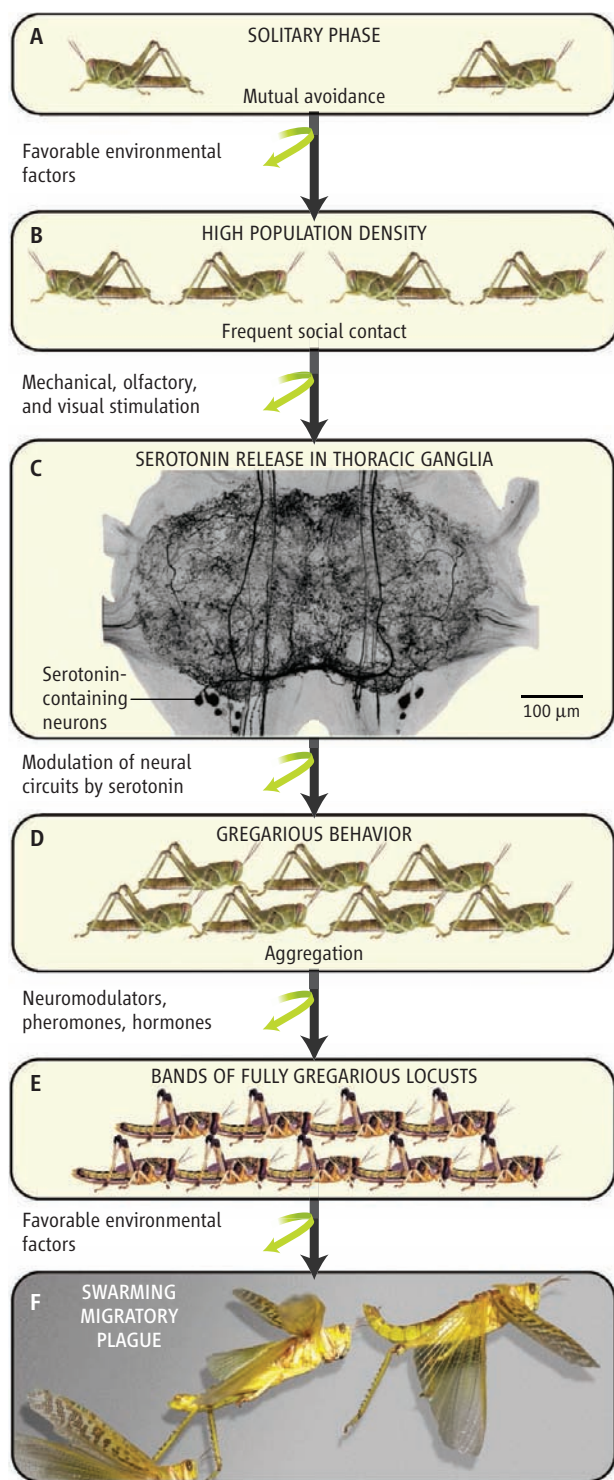 A SOLITARY PHASE
Mutual avoidance
Favorable environmental
factors
B HIGH POPULATION DENSITY
Frequent social contact
Mechanical, olfactory,
and visual stimulation
C SEROTONIN RELEASE IN THORACIC GANGLIA
Serotonin-
containing
neurons
100 µm
Modulation of neural
circuits by serotonin
D GREGARIOUS BEHAVIOR
Aggregation
Neuromodulators,
pheromones, hormones
E BANDS OF FULLY GREGARIOUS LOCUSTS
Favorable environmental
factors
F SWARMING
MIGRATORY
PLAGUE